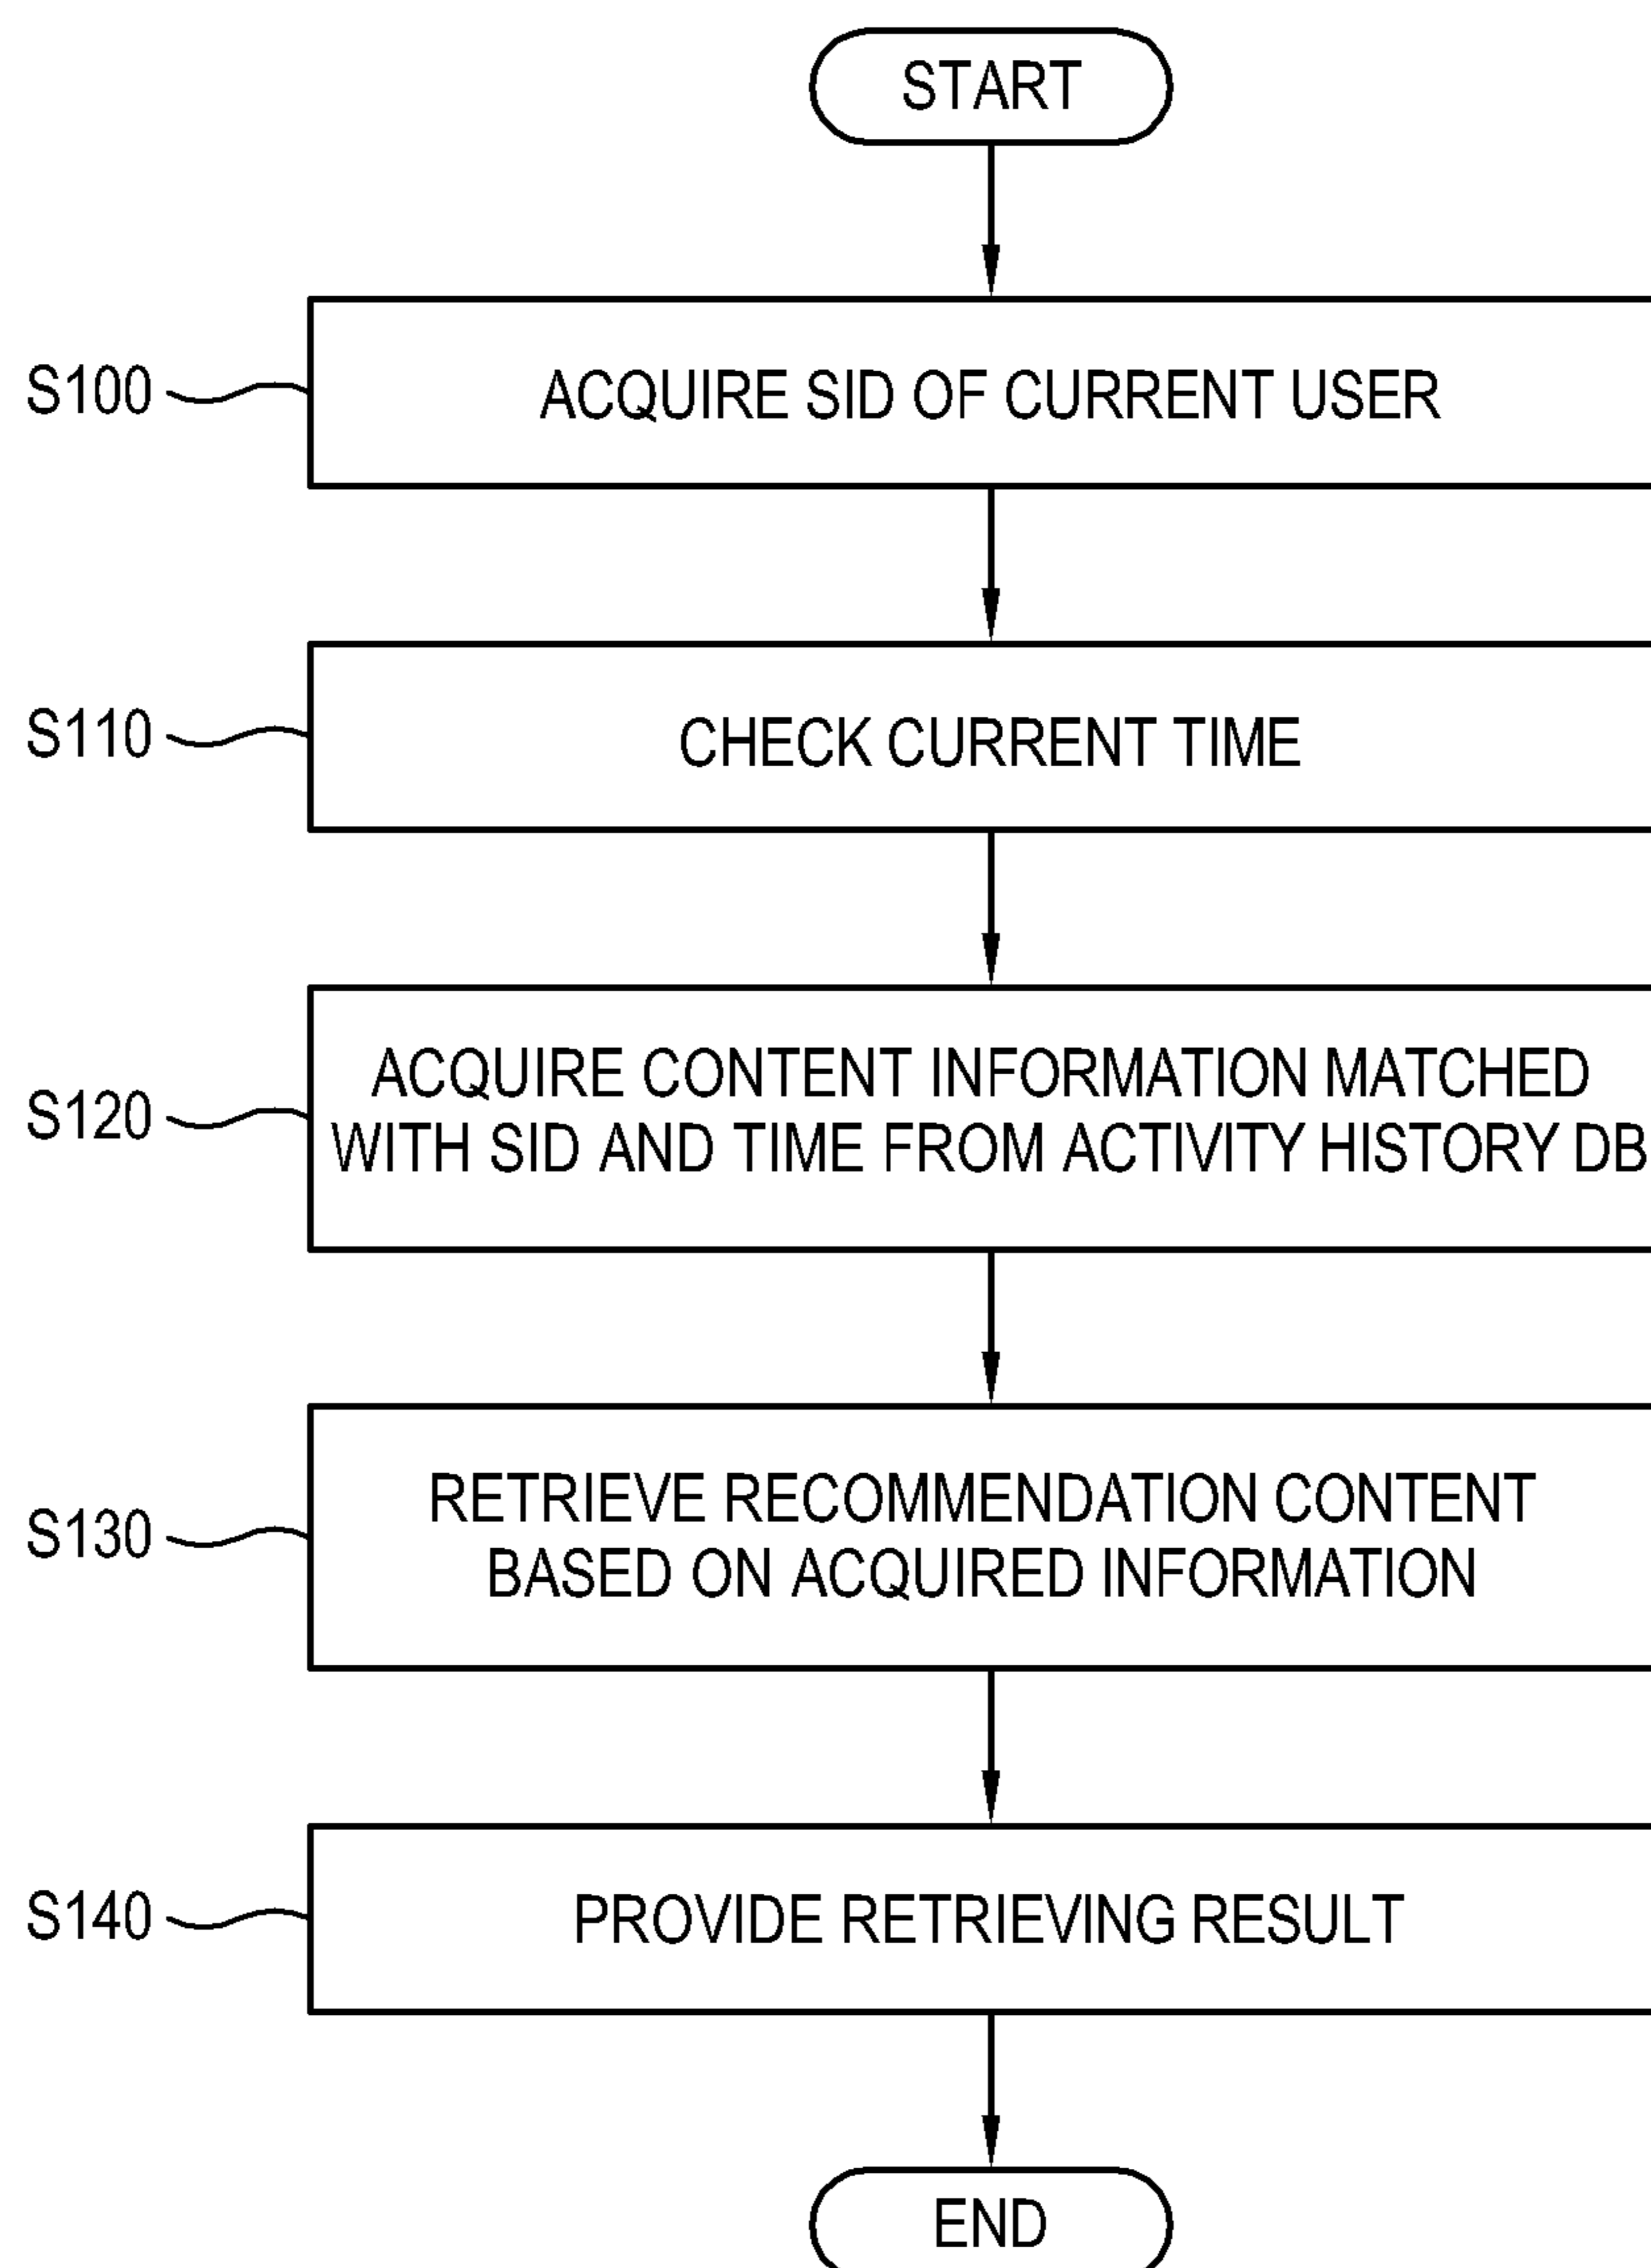 START
S100
ACQUIRE SID OF CURRENT USER
S110
CHECK CURRENT TIME
S120
ACQUIRE CONTENT INFORMATION MATCHED
WITH SID AND TIME FROM ACTIVITY HISTORY DB
S130
RETRIEVE RECOMMENDATION CONTENT
BASED ON ACQUIRED INFORMATION
S140
PROVIDE RETRIEVING RESULT
END